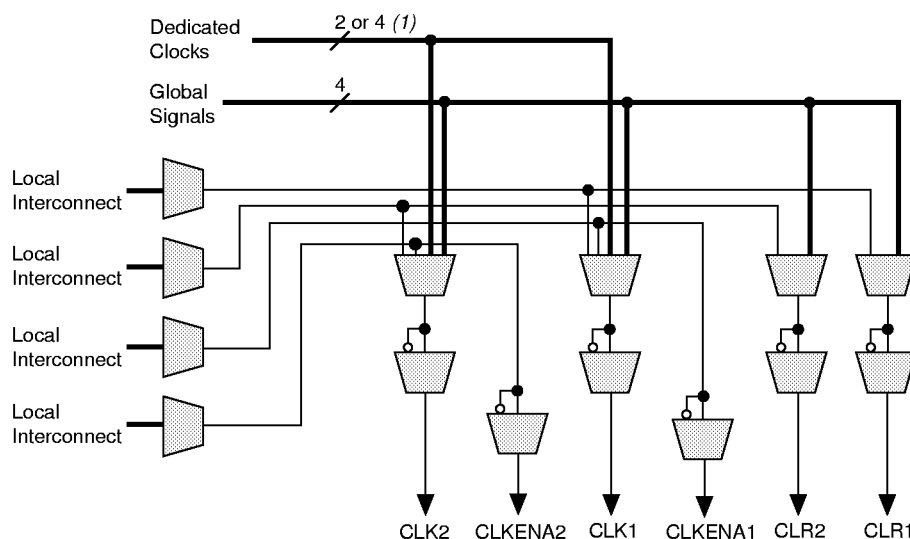 Dedicated
Clocks
2 or 4 (1)
Global
Signals
4
Local
Interconnect
Local
Interconnect
Local
Interconnect
Local
Interconnect
CLK2 CLKENA2 CLK1 CLKENA1 CLR2 CLR1